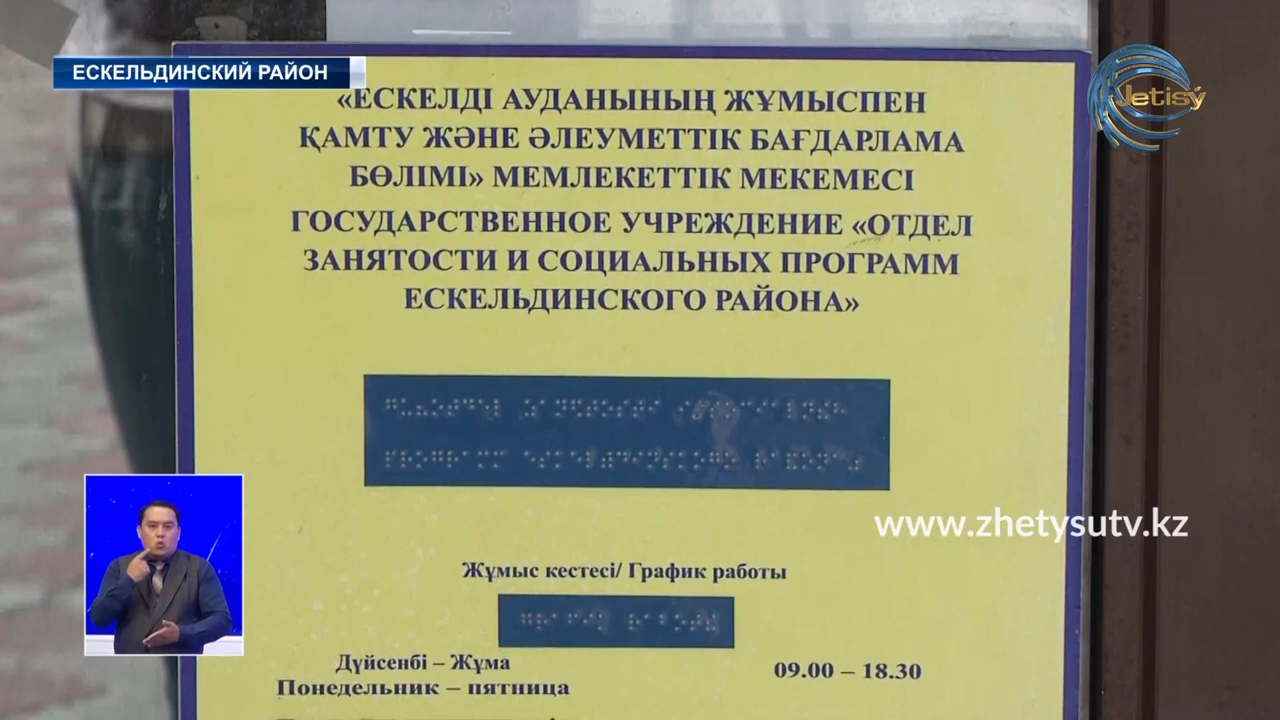 ЕСКЕЛЬДИНСКИЙ РАЙОН
Jetisý
«ЕСКЕЛДІ АУДАНЫНЫҢ ЖҰМЫСПЕН
ҚАМТУ ЖӘНЕ ӘЛЕУМЕТТІК БАҒДАРЛАМА
БӨЛІМІ» МЕМЛЕКЕТТІК МЕКЕМЕСІ
ГОСУДАРСТВЕННОЕ УЧРЕЖДЕНИЕ «ОТДЕЛ
ЗАНЯТОСТИ И СОЦИАЛЬНЫХ ПРОГРАММ
ЕСКЕЛЬДИНСКОГО РАЙОНА»
www.zhetysutv.kz
Жұмыс кестесі/ График работы
Дүйсенбі – Жұма
09.00 – 18.30
Понедельник – пятница